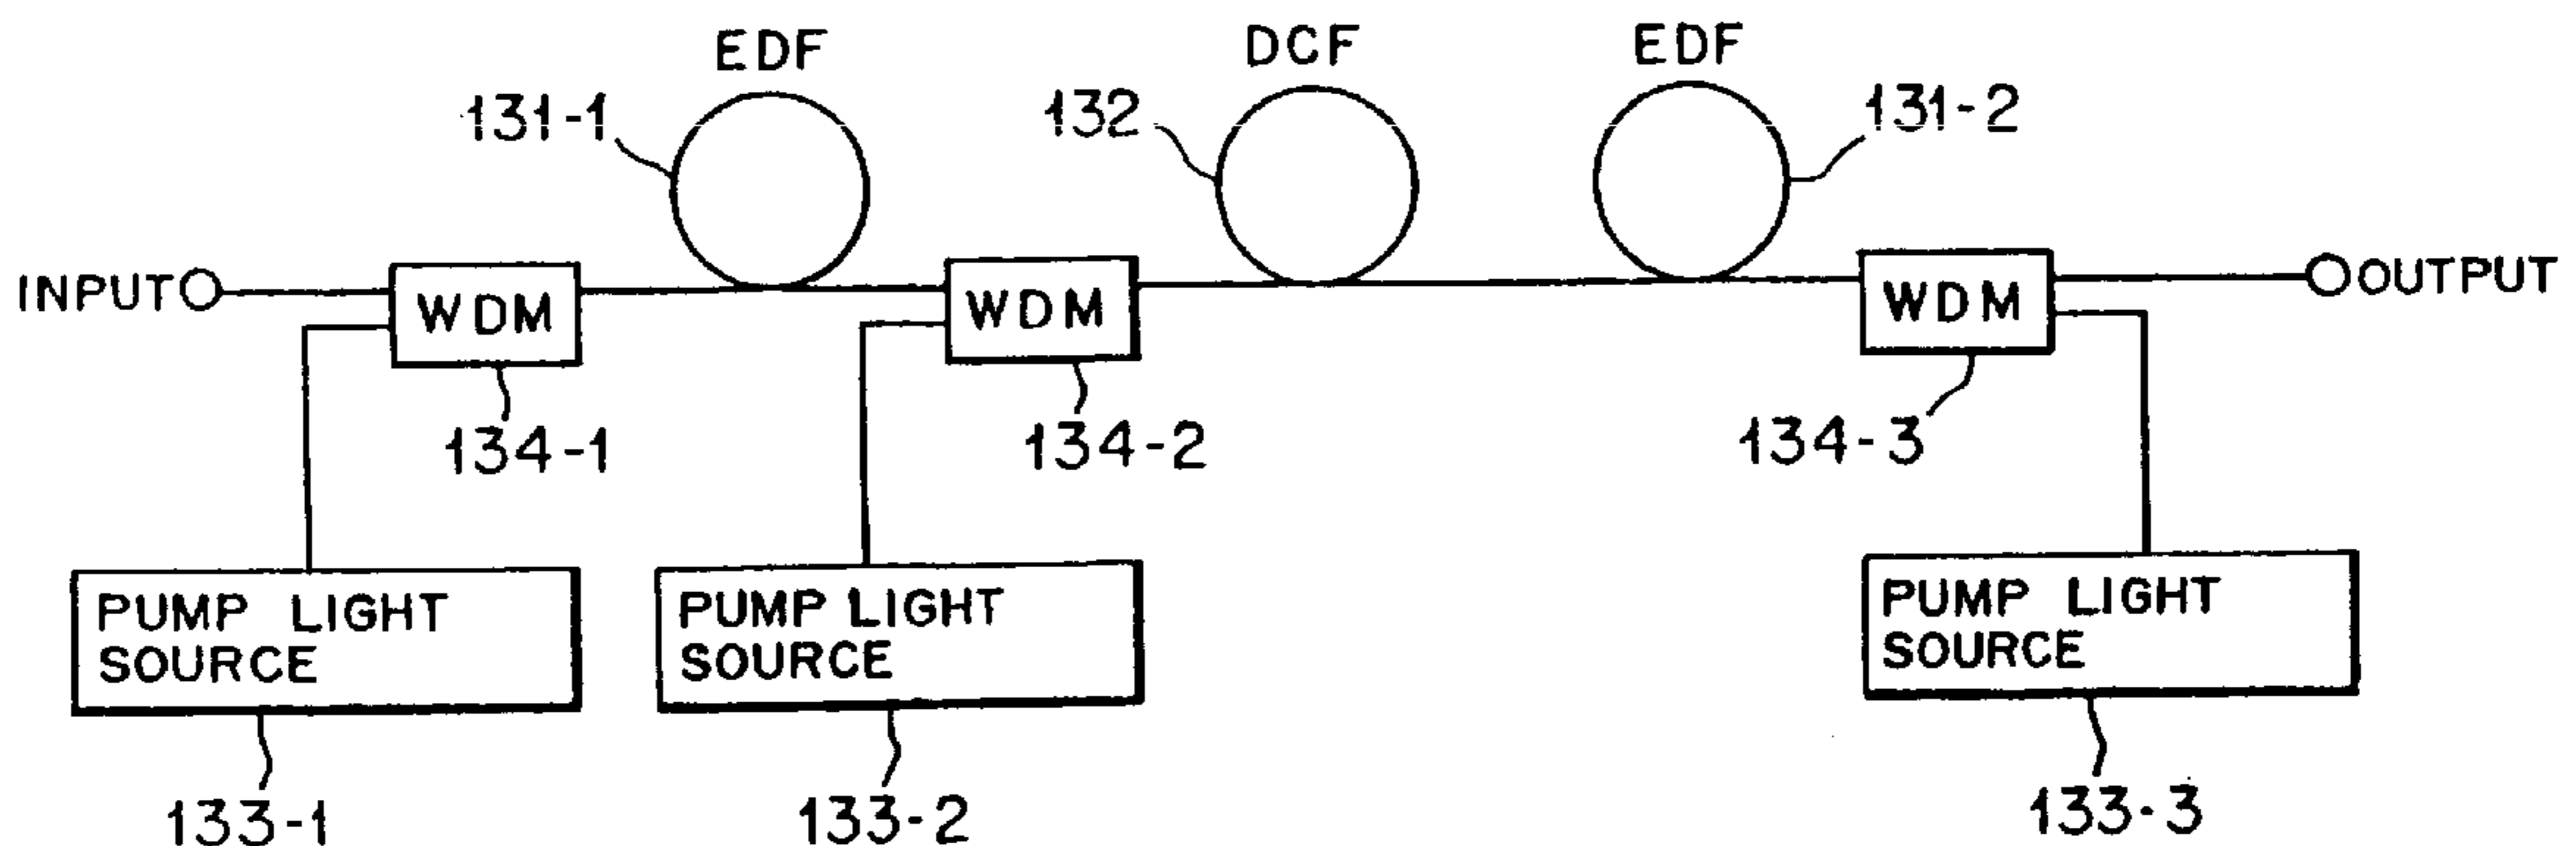 EDF
DCF
EDF
131-1
132
131-2
INPUT
WDM
WDM
WDM
OUTPUT
134-1
134-2
134-3
PUMP LIGHT
SOURCE
PUMP LIGHT
SOURCE
PUMP LIGHT
SOURCE
133-1
133-2
133-3